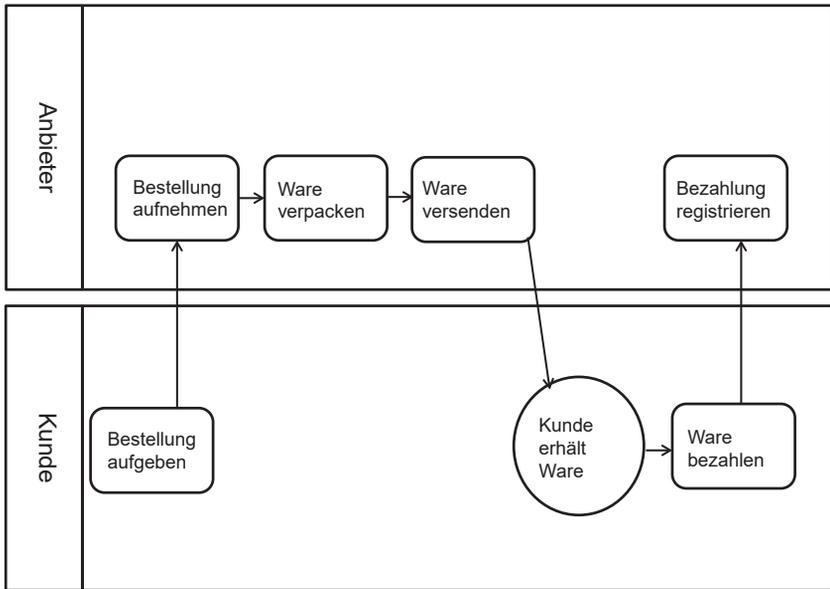 Anbieter
Bestellung
aufnehmen
Ware
verpacken
Ware
versenden
Bezahlung
registrieren
Kunde
Bestellung
aufgeben
Kunde
erhält
Ware
Ware
bezahlen